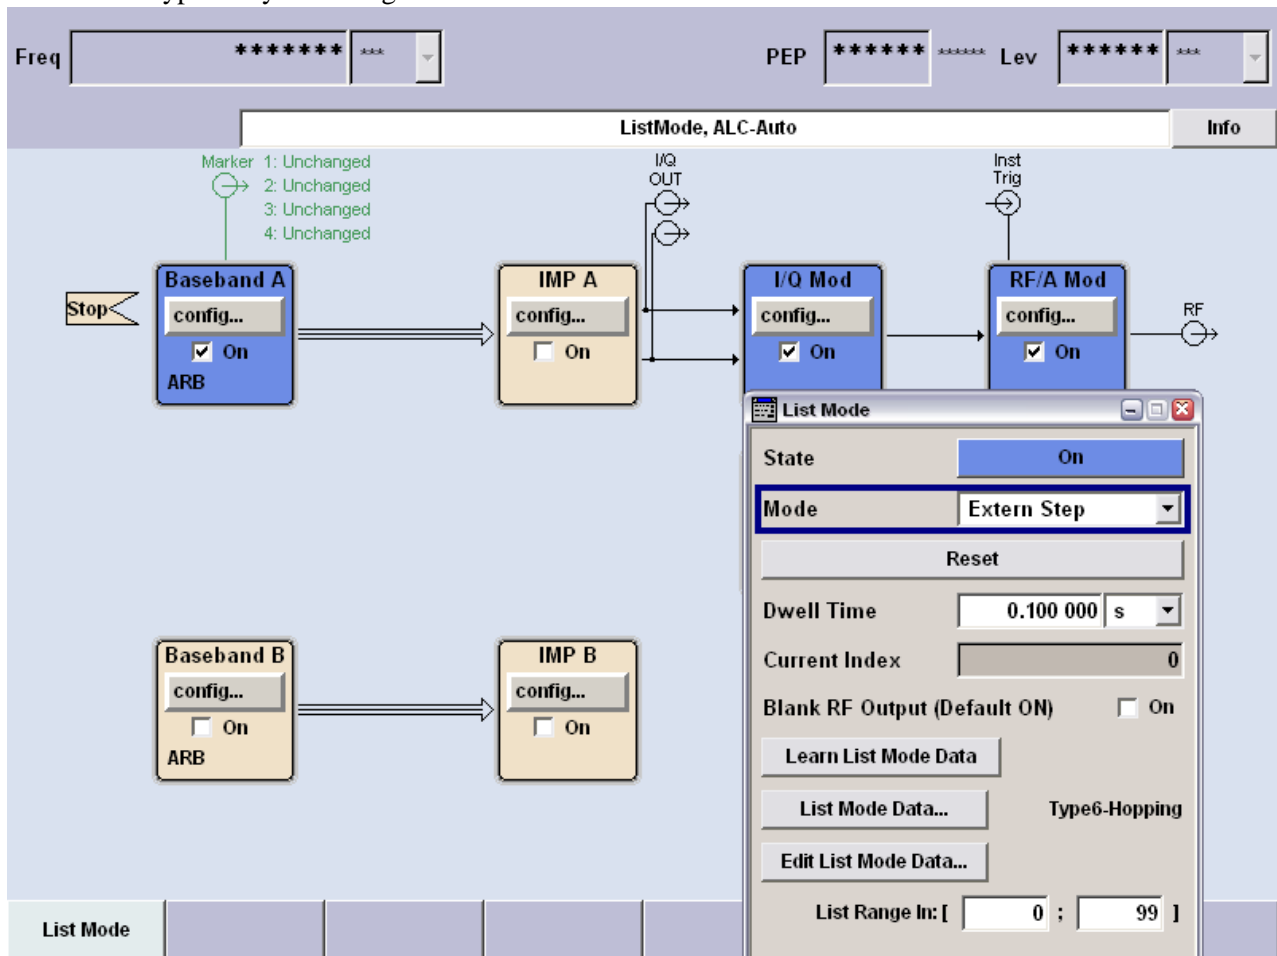 Freq ******* *** PEP ****** ****** Lev ****** ***
ListMode, ALC-Auto Info
Marker 1: Unchanged
2: Unchanged
3: Unchanged
4: Unchanged
I/Q
OUT
Inst
Trig
Stop
Baseband A
config...
On
ARB
IMP A
config...
On
I/Q Mod
config...
On
RF/A Mod
config...
On
RF
Baseband B
config...
On
ARB
IMP B
config...
On
List Mode
State On
Mode Extern Step
Reset
Dwell Time 0.100 000 s
Current Index 0
Blank RF Output (Default ON) On
Learn List Mode Data
List Mode Data... Type6-Hopping
Edit List Mode Data...
List Range In: [ 0 ; 99 ]
List Mode